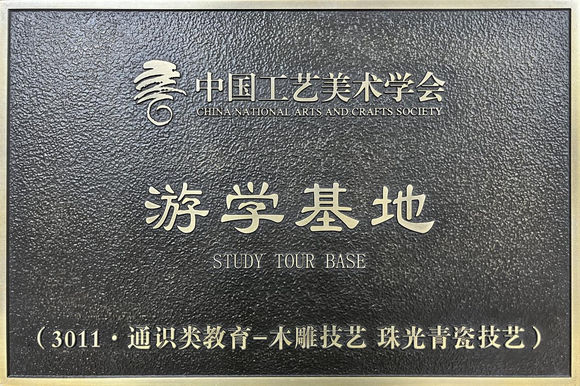 中国工艺美术学会
CHINA NATIONAL ARTS AND CRAFTS SOCIETY
游学基地
STUDY TOUR BASE
（3011·通识类教育-木雕技艺 珠光青瓷技艺）